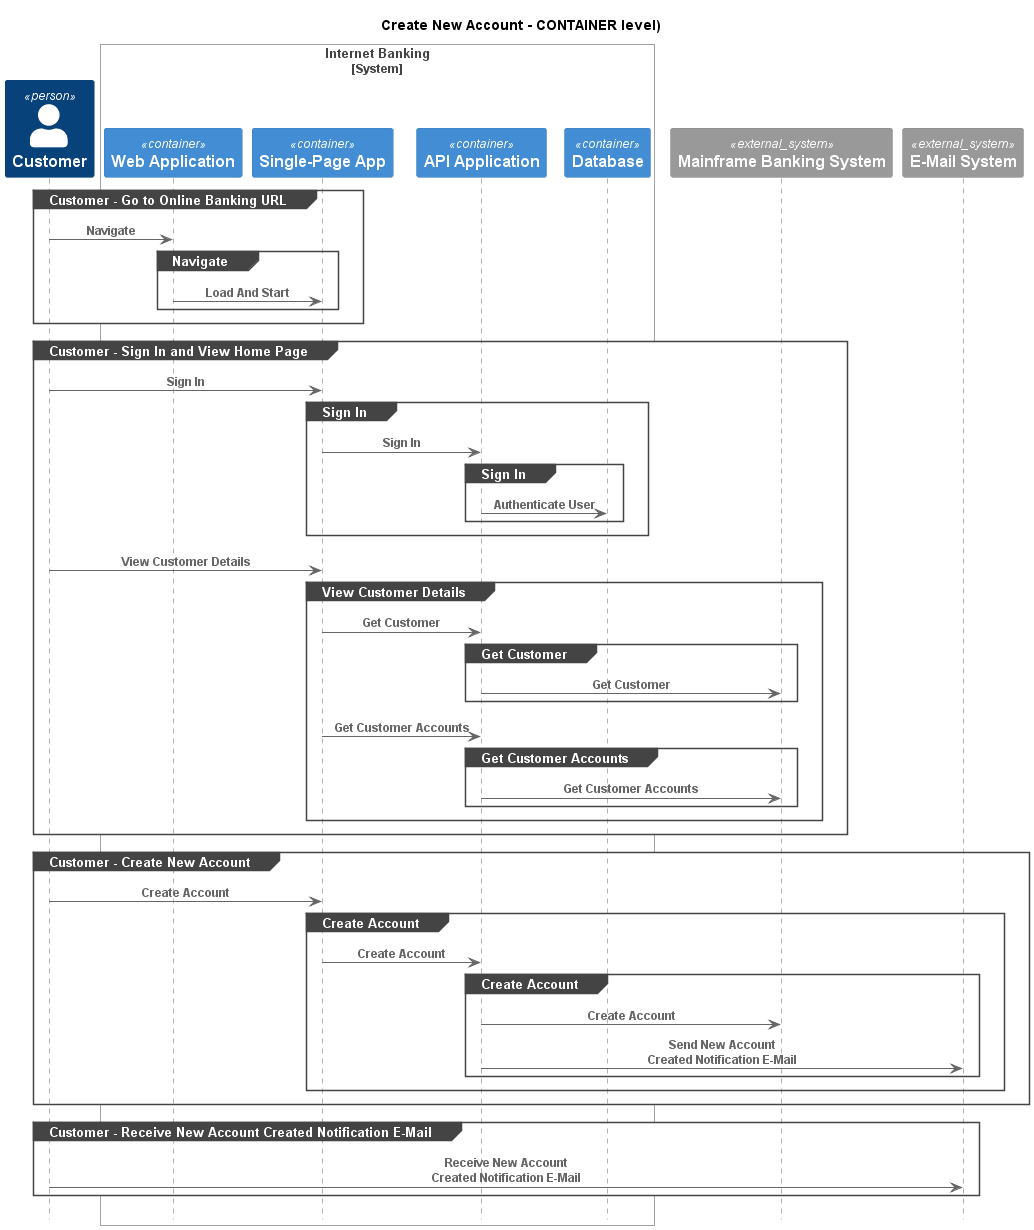 Create New Account - CONTAINER level)
Internet Banking
[System]
«person»
Customer
«container»
Web Application
«container»
Single-Page App
«container»
API Application
«container»
Database
«external_system»
Mainframe Banking System
«external_system»
E-Mail System
Customer - Go to Online Banking URL
Navigate
Navigate
Load And Start
Customer - Sign In and View Home Page
Sign In
Sign In
Sign In
Sign In
Authenticate User
View Customer Details
View Customer Details
Get Customer
Get Customer
Get Customer
Get Customer Accounts
Get Customer Accounts
Get Customer Accounts
Customer - Create New Account
Create Account
Create Account
Create Account
Create Account
Create Account
Send New Account
Created Notification E-Mail
Customer - Receive New Account Created Notification E-Mail
Receive New Account
Created Notification E-Mail